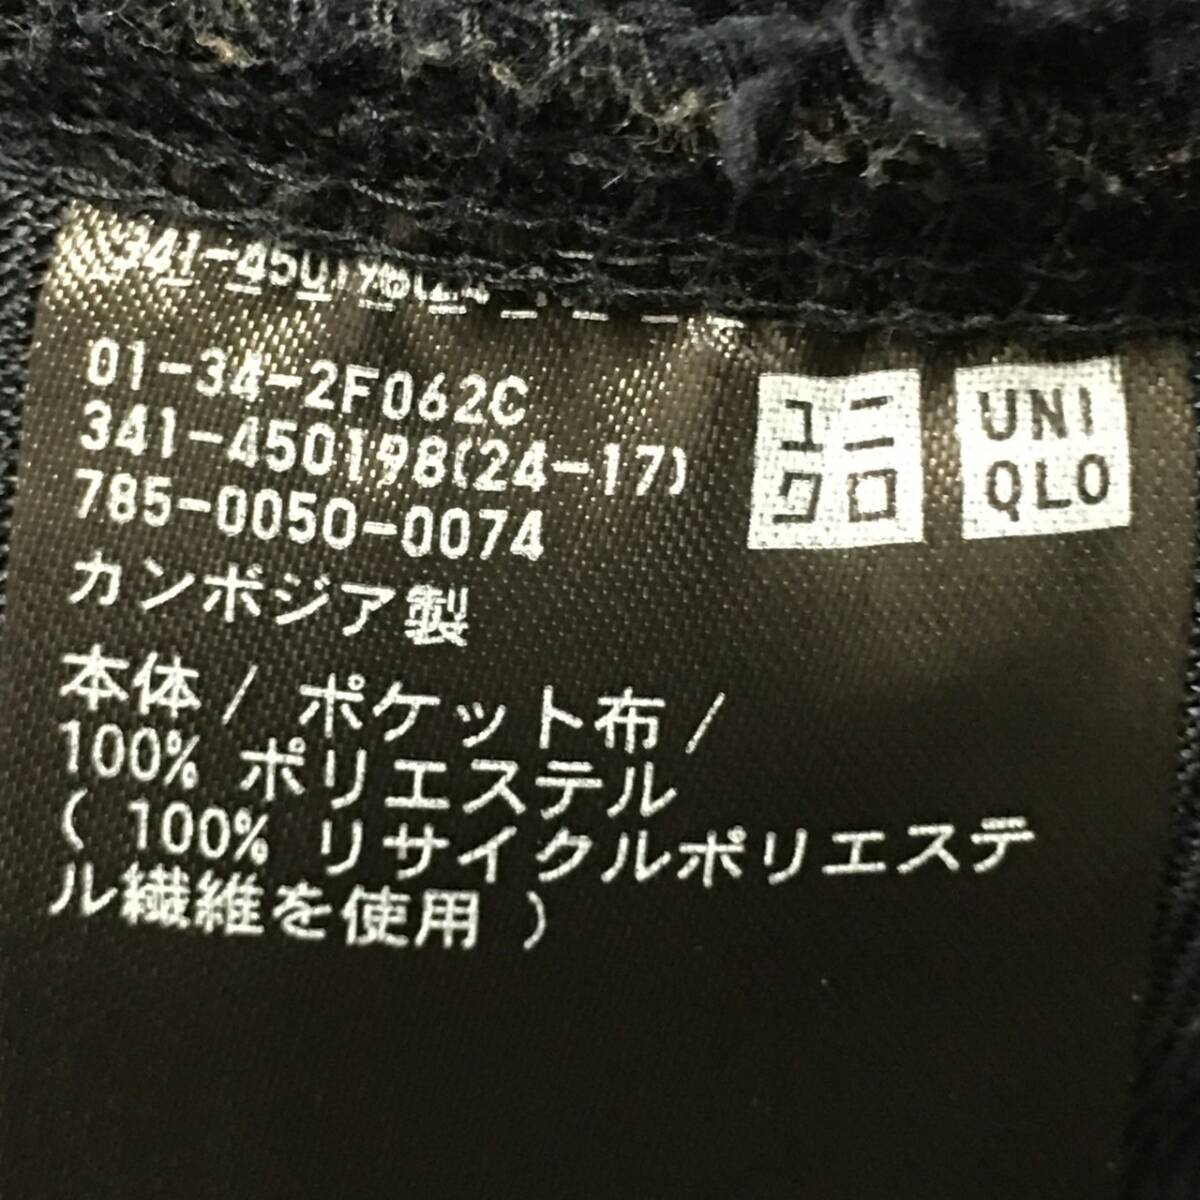 01-34-2F062C
341-450198(24-17)
785-0050-0074
ユニ
クロ
UNI
QLO
カンボジア製
本体/ ポケット布/
100% ポリエステル
( 100% リサイクルポリエステ
ル繊維を使用 )